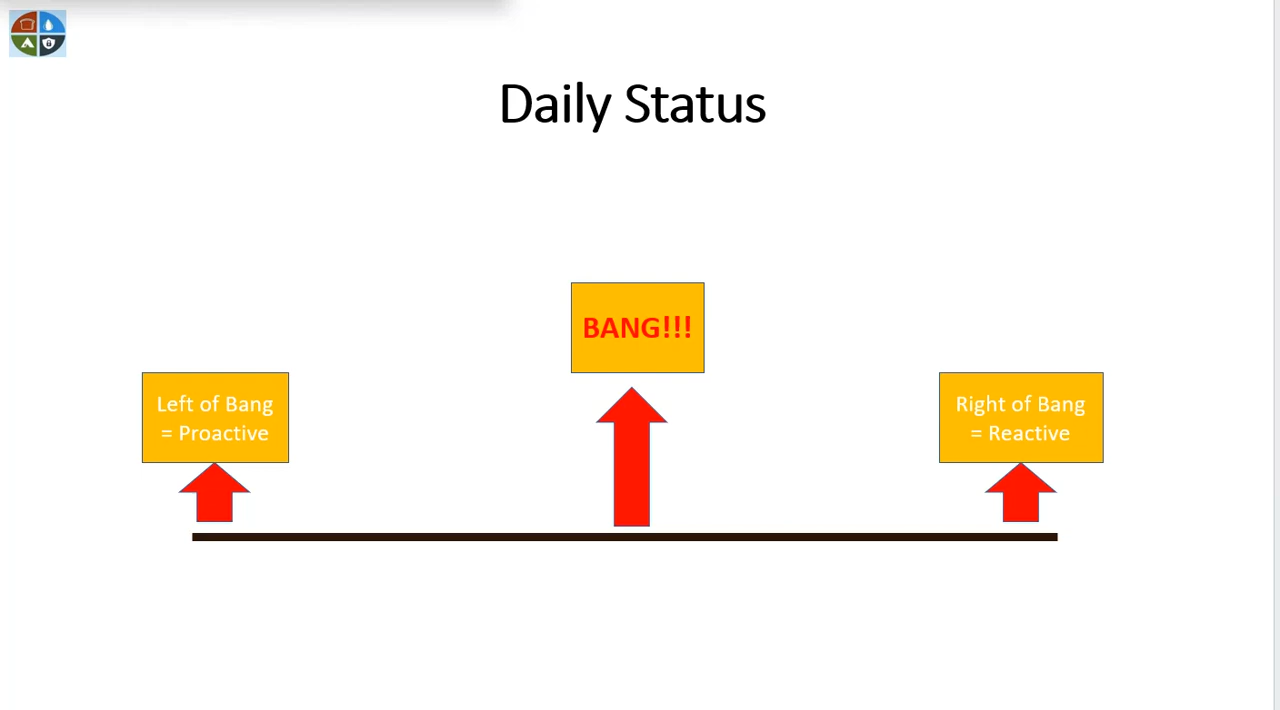 Daily Status
BANG!!!
Left of Bang
= Proactive
Right of Bang
= Reactive